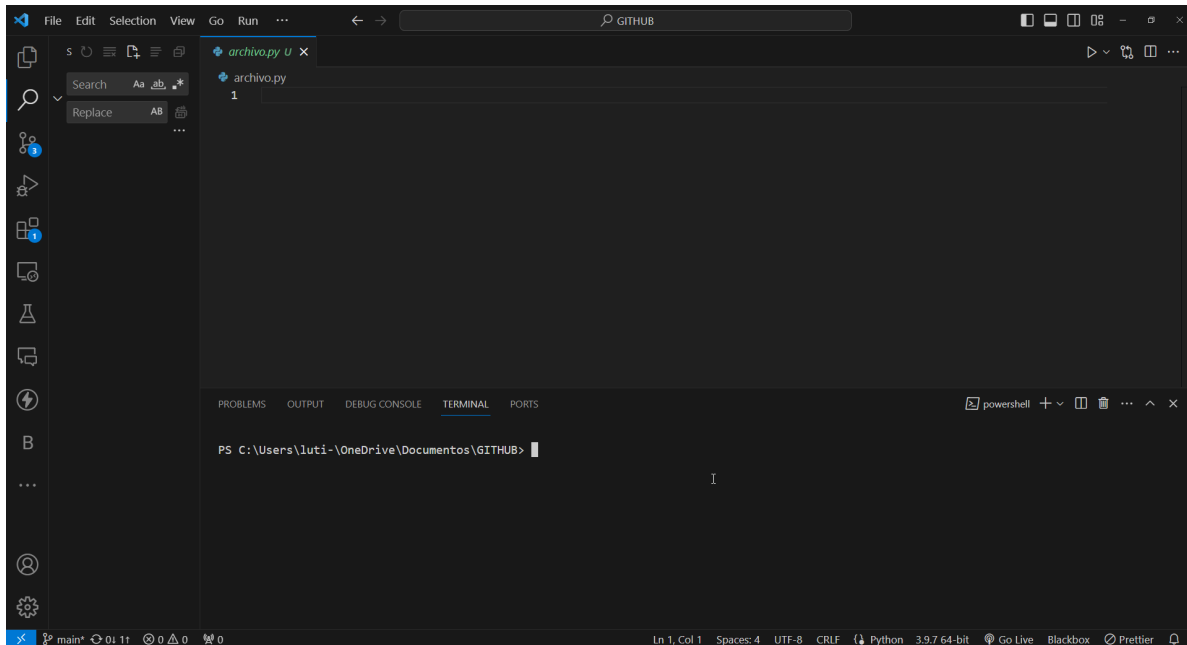 File Edit Selection View Go Run ··· GITHUB
S
archivo.py U
Search Aa ab *
archivo.py
1
Replace AB
3
1
PROBLEMS OUTPUT DEBUG CONSOLE TERMINAL PORTS
powershell
B
PS C:\Users\luti-\OneDrive\Documentos\GITHUB>
main* 0↓ 1↑ 0 0 0
Ln 1, Col 1 Spaces: 4 UTF-8 CRLF Python 3.9.7 64-bit Go Live Blackbox Prettier